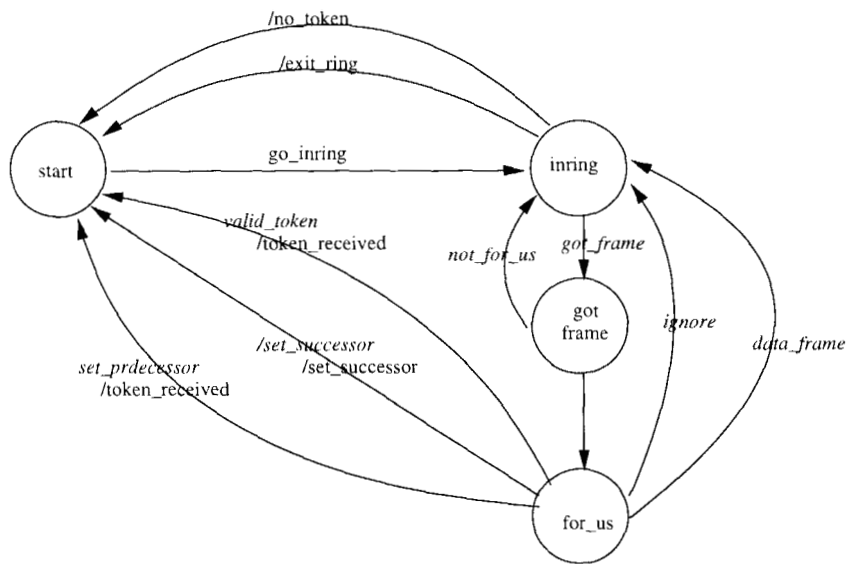 /no_token
/exit_ring
go_inring
start
inring
valid_token
/token_received
not_for_us
got_frame
got
frame
ignore
data_frame
/set_successor
/set_successor
set_prdecessor
/token_received
for_us